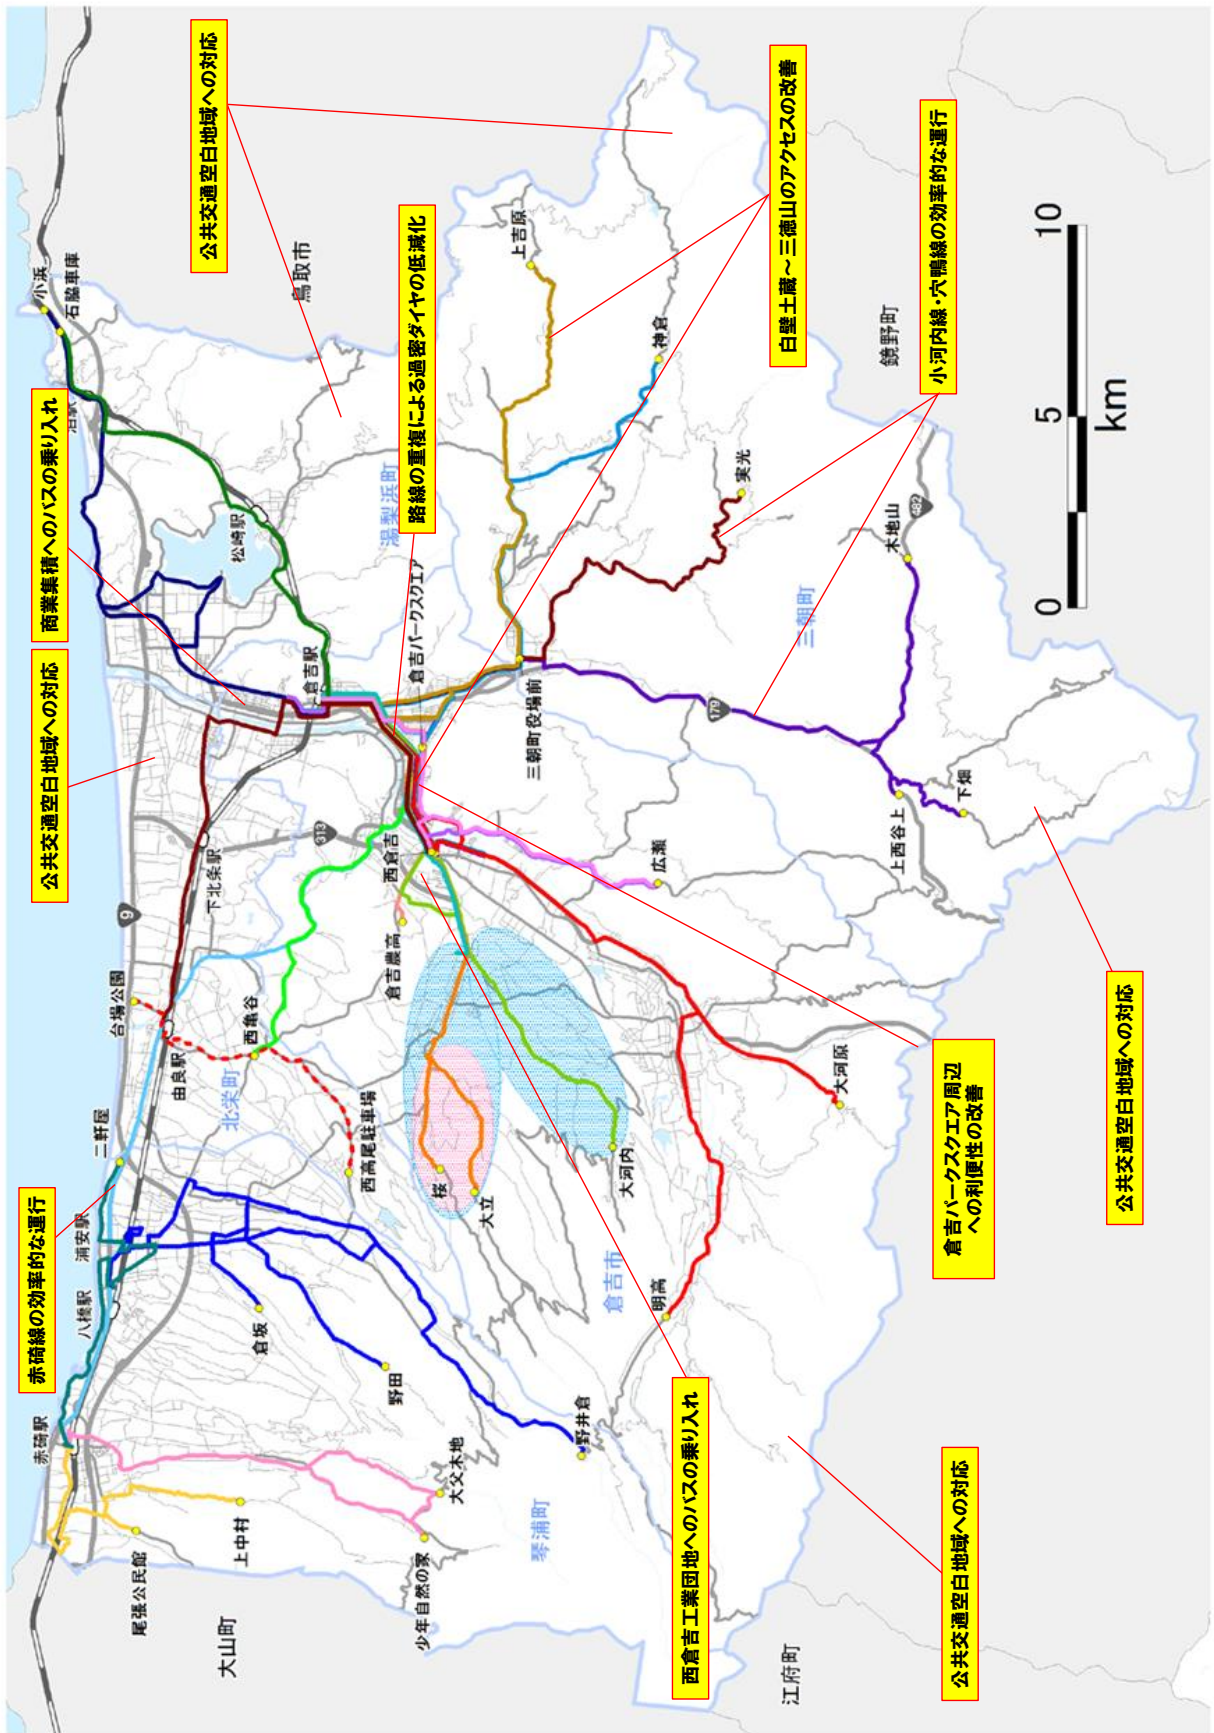 赤碕線の効率的な運行
公共交通空白地域への対応
商業集積へのバスの乗り入れ
公共交通空白地域への対応
路線の重複による過密ダイヤの低減化
白壁土蔵～三徳山のアクセスの改善
小河内線・穴鴨線の効率的な運行
西倉吉工業団地へのバスの乗り入れ
公共交通空白地域への対応
倉吉パークスクエア周辺
への利便性の改善
公共交通空白地域への対応
赤碕駅
八橋駅
浦安駅
二軒屋
台場公園
由良駅
下北条駅
倉吉駅
松崎駅
泊駅
石脇車庫
小浜
尾張公民館
上中村
少年自然の家
大父木地
野井倉
野田
倉坂
西高尾駐車場
西亀谷
倉吉農高
西倉吉
倉吉パークスクエア
三朝町役場前
上吉原
神倉
実光
木地山
下畑
上西谷上
広瀬
大河原
大河内
桜
大立
明高
大山町
琴浦町
北栄町
倉吉市
湯梨浜町
三朝町
鳥取市
鏡野町
江府町
9
313
179
482
0
5
10
km